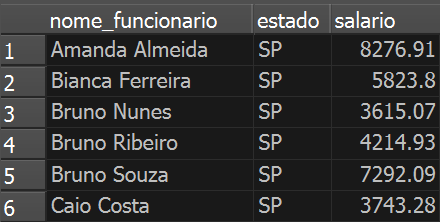 nome_funcionario estado salario
1 Amanda Almeida SP 8276.91
2 Bianca Ferreira SP 5823.8
3 Bruno Nunes SP 3615.07
4 Bruno Ribeiro SP 4214.93
5 Bruno Souza SP 7292.09
6 Caio Costa SP 3743.28